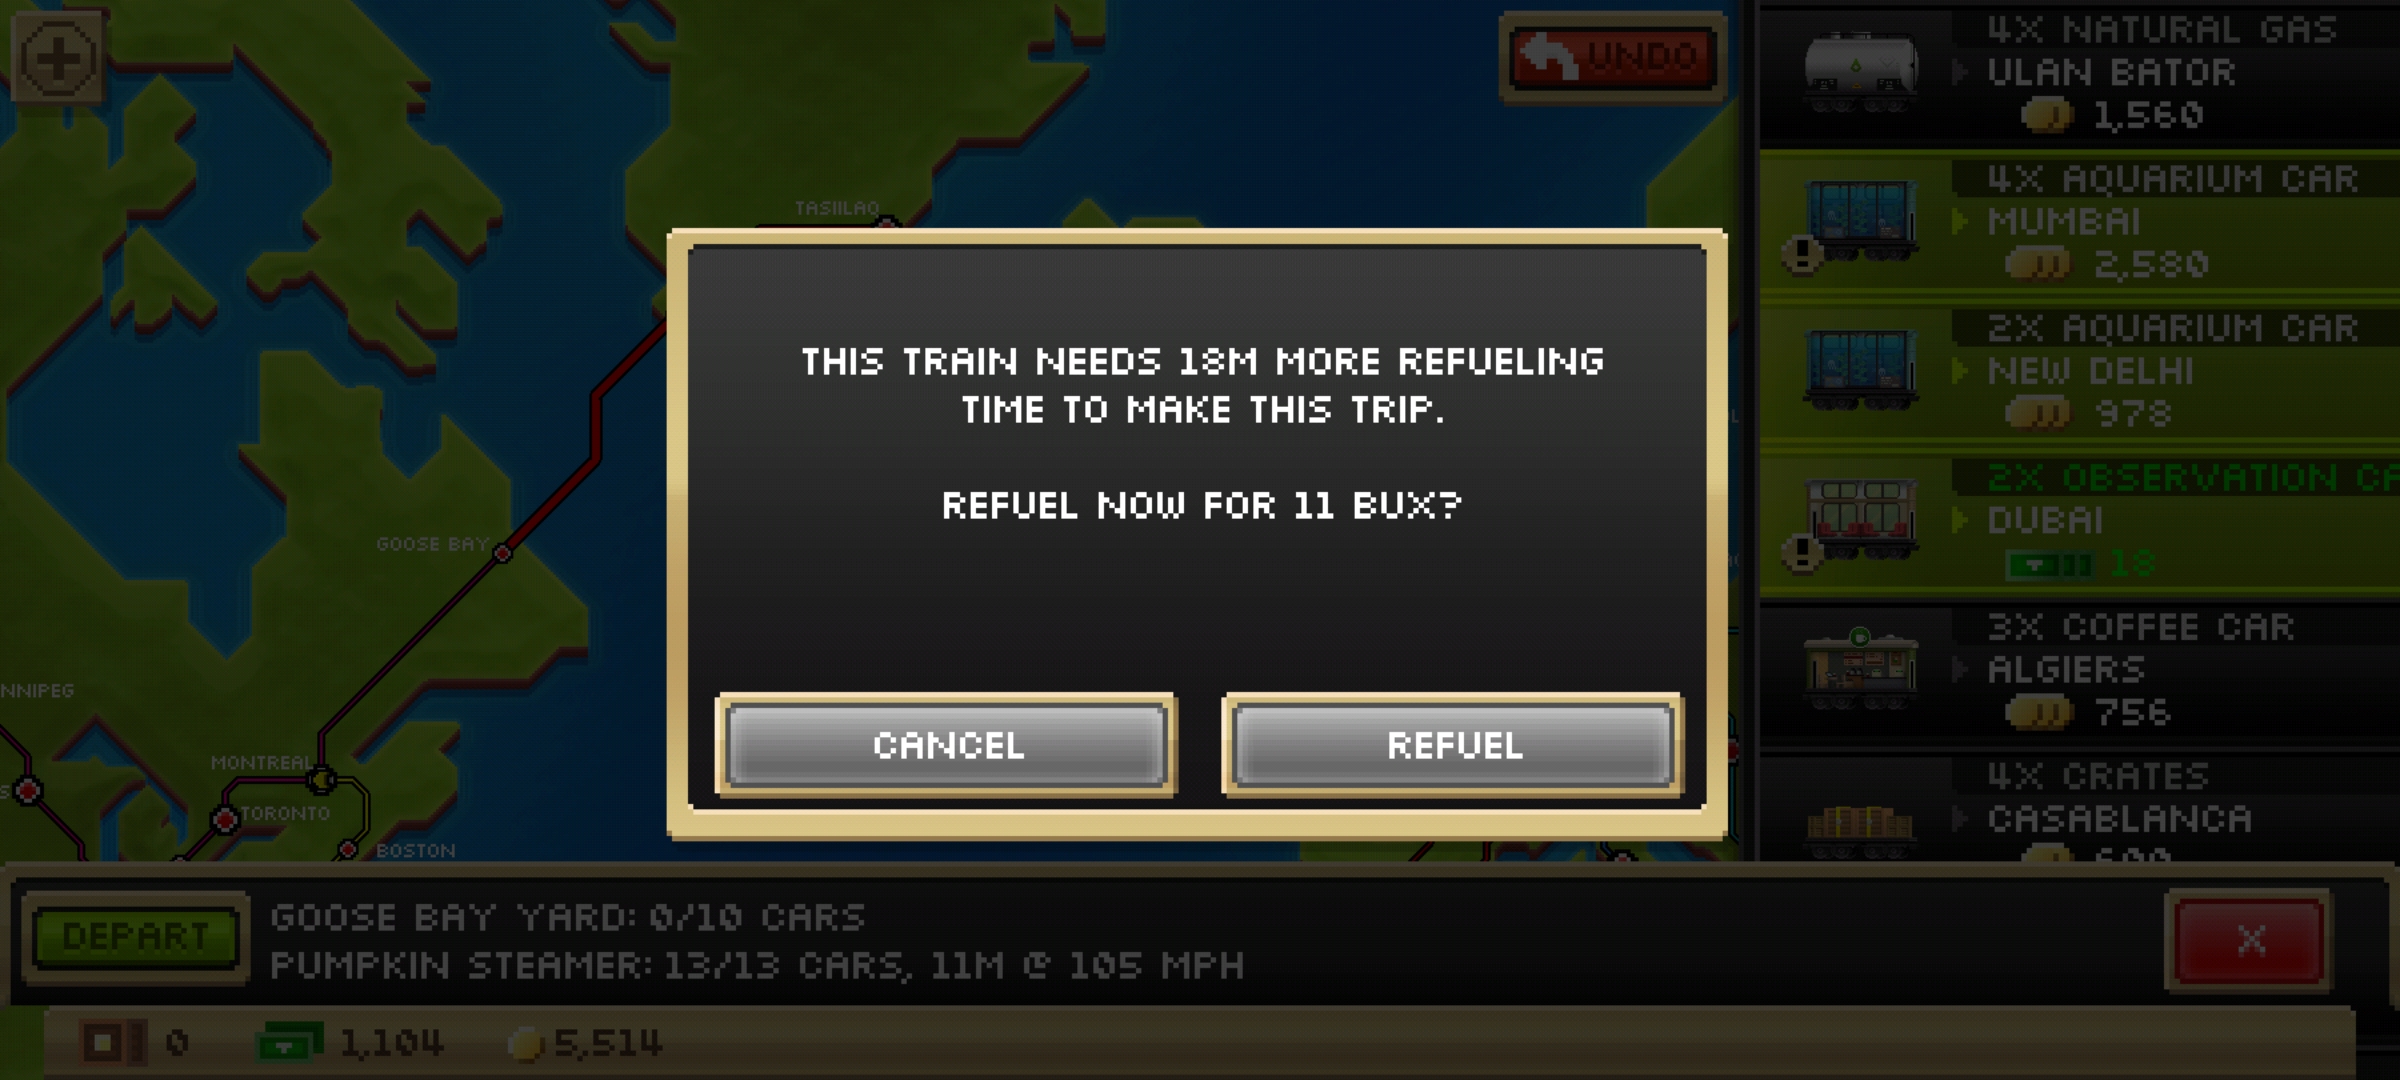 UNDO
4X NATURAL GAS
ULAN BATOR
1,560
4X AQUARIUM CAR
MUMBAI
2,580
2X AQUARIUM CAR
NEW DELHI
978
2X OBSERVATION
DUBAI
18
3X COFFEE CAR
ALGIERS
756
4X CRATES
CASABLANCA
600
TASIILAQ
GOOSE BAY
NNIPEG
MONTREAL
S
TORONTO
BOSTON
THIS TRAIN NEEDS 18M MORE REFUELING
TIME TO MAKE THIS TRIP.
REFUEL NOW FOR 11 BUX?
CANCEL
REFUEL
DEPART
GOOSE BAY YARD: 0/10 CARS
PUMPKIN STEAMER: 13/13 CARS, 11M @ 105 MPH
X
0
1,104
5,514